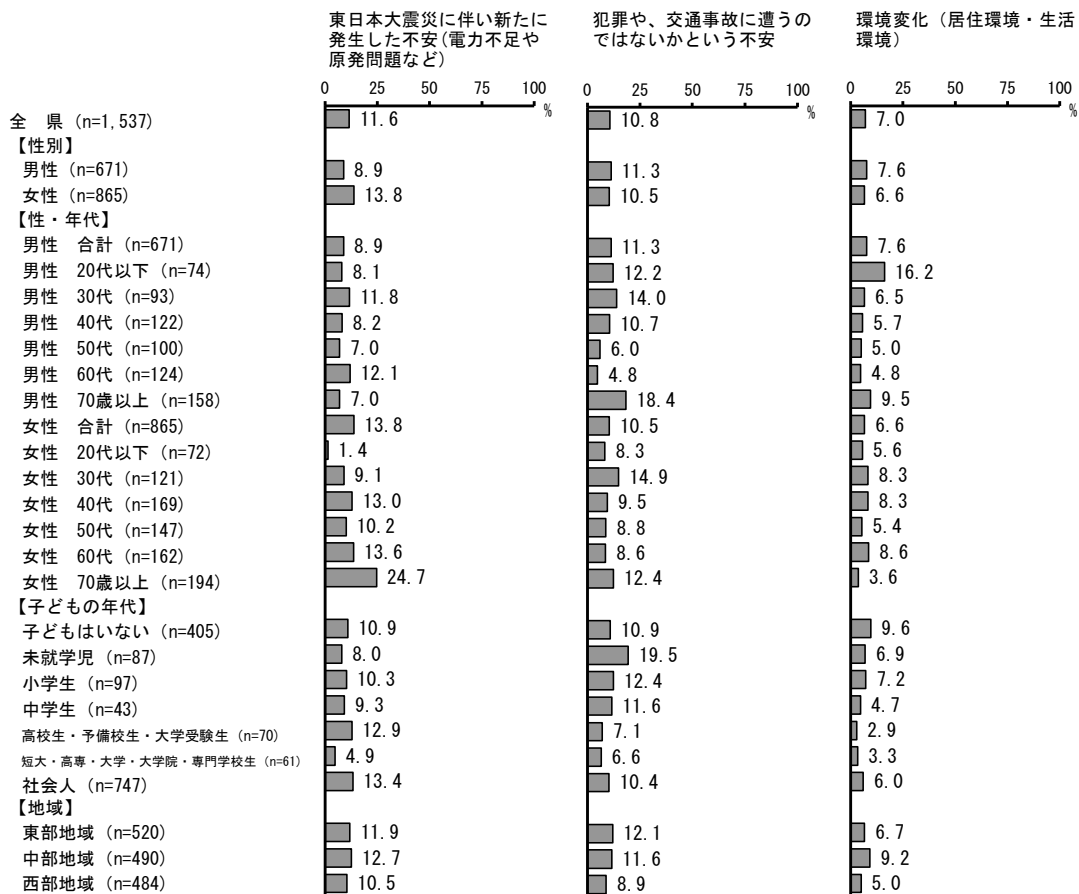 東日本大震災に伴い新たに
発生した不安(電力不足や
原発問題など)
犯罪や、交通事故に遭うの
ではないかという不安
環境変化(居住環境・生活
環境)
0 25 50 75 100 %
0 25 50 75 100 %
0 25 50 75 100 %
全 県 (n=1,537) 11.6 10.8 7.0
【性別】
男性 (n=671) 8.9 11.3 7.6
女性 (n=865) 13.8 10.5 6.6
【性・年代】
男性 合計 (n=671) 8.9 11.3 7.6
男性 20代以下 (n=74) 8.1 12.2 16.2
男性 30代 (n=93) 11.8 14.0 6.5
男性 40代 (n=122) 8.2 10.7 5.7
男性 50代 (n=100) 7.0 6.0 5.0
男性 60代 (n=124) 12.1 4.8 4.8
男性 70歳以上 (n=158) 7.0 18.4 9.5
女性 合計 (n=865) 13.8 10.5 6.6
女性 20代以下 (n=72) 1.4 8.3 5.6
女性 30代 (n=121) 9.1 14.9 8.3
女性 40代 (n=169) 13.0 9.5 8.3
女性 50代 (n=147) 10.2 8.8 5.4
女性 60代 (n=162) 13.6 8.6 8.6
女性 70歳以上 (n=194) 24.7 12.4 3.6
【子どもの年代】
子どもはいない (n=405) 10.9 10.9 9.6
未就学児 (n=87) 8.0 19.5 6.9
小学生 (n=97) 10.3 12.4 7.2
中学生 (n=43) 9.3 11.6 4.7
高校生・予備校生・大学受験生 (n=70) 12.9 7.1 2.9
短大・高専・大学・大学院・専門学校生 (n=61) 4.9 6.6 3.3
社会人 (n=747) 13.4 10.4 6.0
【地域】
東部地域 (n=520) 11.9 12.1 6.7
中部地域 (n=490) 12.7 11.6 9.2
西部地域 (n=484) 10.5 8.9 5.0